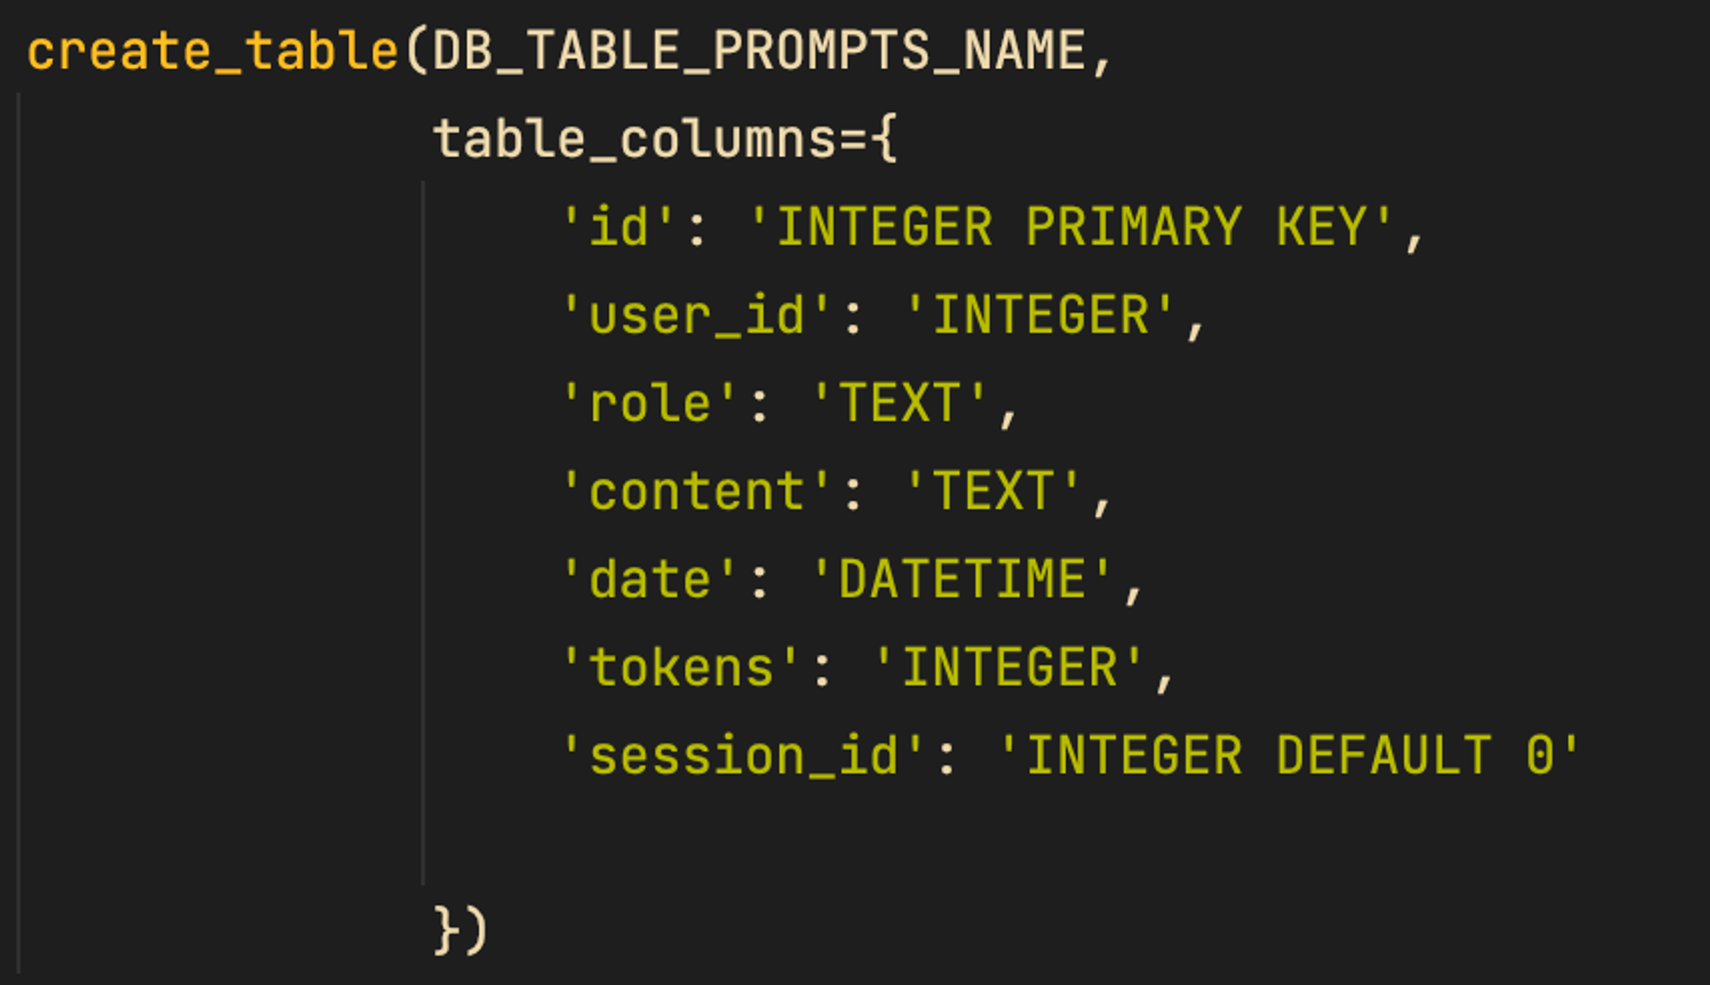 create_table(DB_TABLE_PROMPTS_NAME,
table_columns={
'id': 'INTEGER PRIMARY KEY',
'user_id': 'INTEGER',
'role': 'TEXT',
'content': 'TEXT',
'date': 'DATETIME',
'tokens': 'INTEGER',
'session_id': 'INTEGER DEFAULT 0'
})